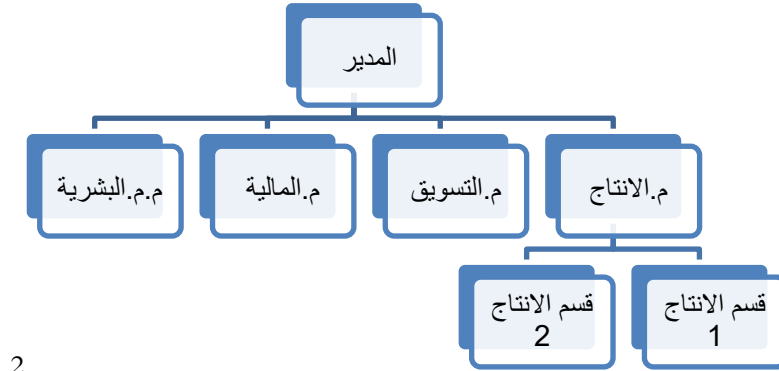 المدير
م.الانتاج
م.التسويق
م.المالية
م.م.البشرية
قسم الانتاج
1
قسم الانتاج
2
2